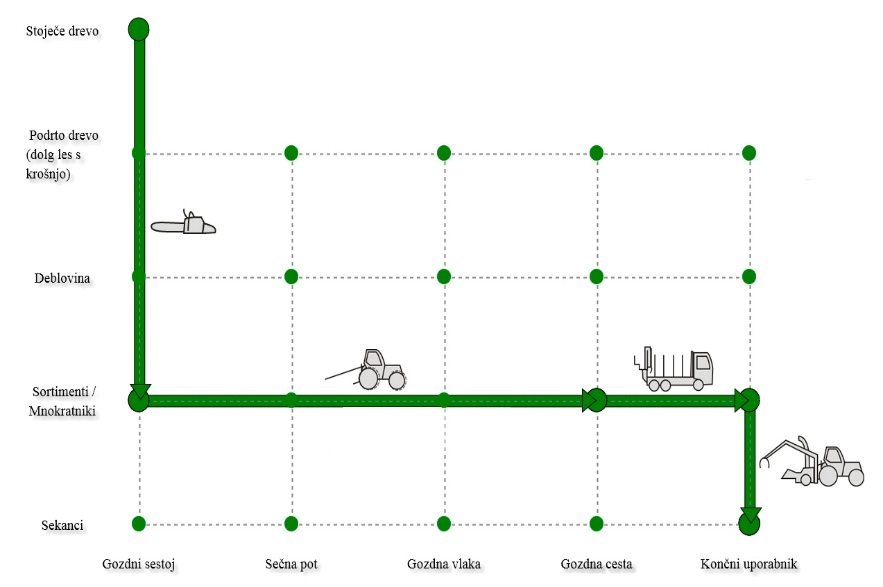 Stoječe drevo
Podrto drevo
(dolg les s
krošnjo)
Deblovina
Sortimenti /
Mnokratniki
Sekanci
Gozdni sestoj
Sečna pot
Gozdna vlaka
Gozdna cesta
Končni uporabnik